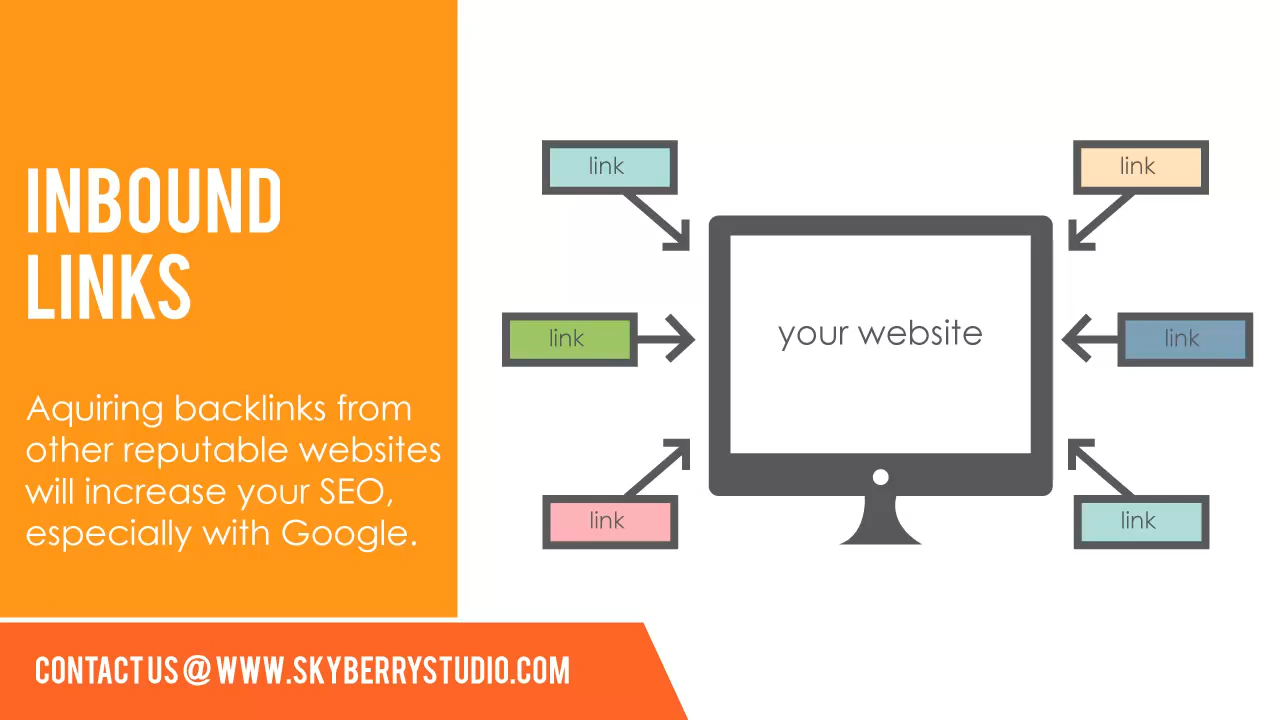 INBOUND
LINKS
Aquiring backlinks from
other reputable websites
will increase your SEO,
especially with Google.
link
link
link
your website
link
link
link
CONTACT US @ WWW.SKYBERRYSTUDIO.COM